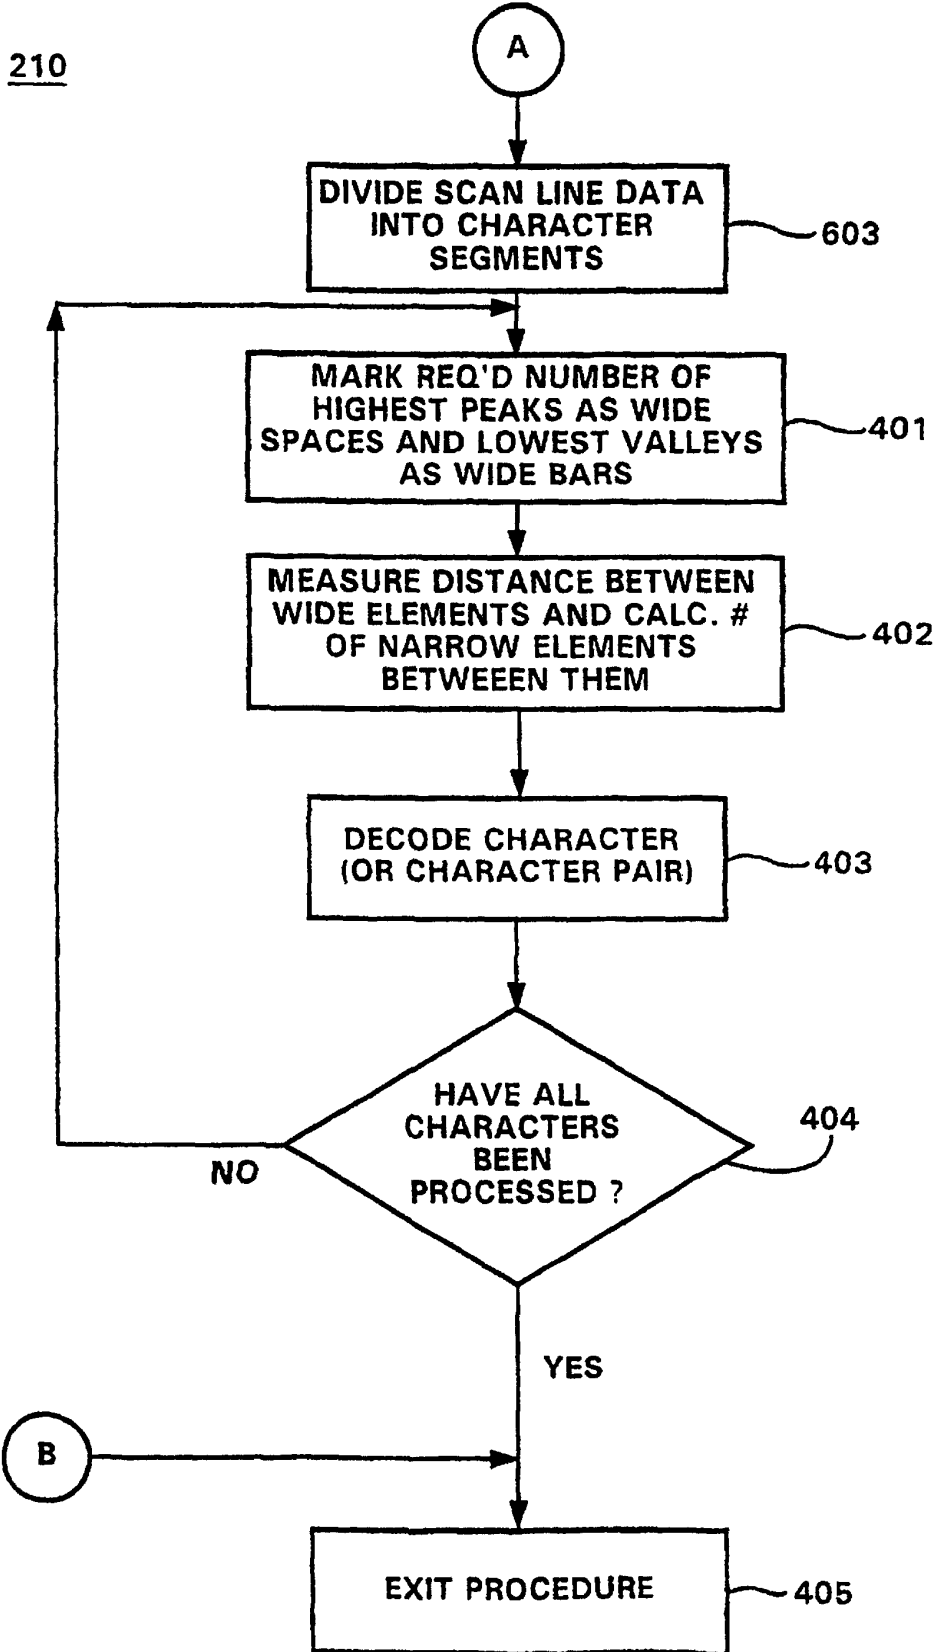 A
210
DIVIDE SCAN LINE DATA
INTO CHARACTER
SEGMENTS
603
MARK REQ'D NUMBER OF
HIGHEST PEAKS AS WIDE
SPACES AND LOWEST VALLEYS
AS WIDE BARS
401
MEASURE DISTANCE BETWEEN
WIDE ELEMENTS AND CALC. #
OF NARROW ELEMENTS
BETWEEEN THEM
402
DECODE CHARACTER
(OR CHARACTER PAIR)
403
HAVE ALL
CHARACTERS
BEEN
PROCESSED ?
404
NO
YES
B
EXIT PROCEDURE
405